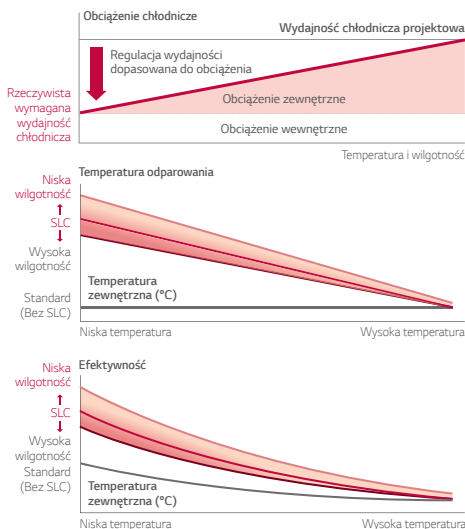 Obciążenie chłodnicze
Wydajność chłodnicza projektowa
Regulacja wydajności
dopasowana do obciążenia
Rzeczywista
wymagana
wydajność
chłodnicza
Obciążenie zewnętrzne
Obciążenie wewnętrzne
Temperatura i wilgotność
Temperatura odparowania
Niska
wilgotność
SLC
Wysoka
wilgotność
Standard
(Bez SLC)
Temperatura
zewnętrzna (°C)
Niska temperatura
Wysoka temperatura
Efektywność
Niska
wilgotność
SLC
Wysoka
wilgotność
Standard
(Bez SLC)
Temperatura
zewnętrzna (°C)
Niska temperatura
Wysoka temperatura